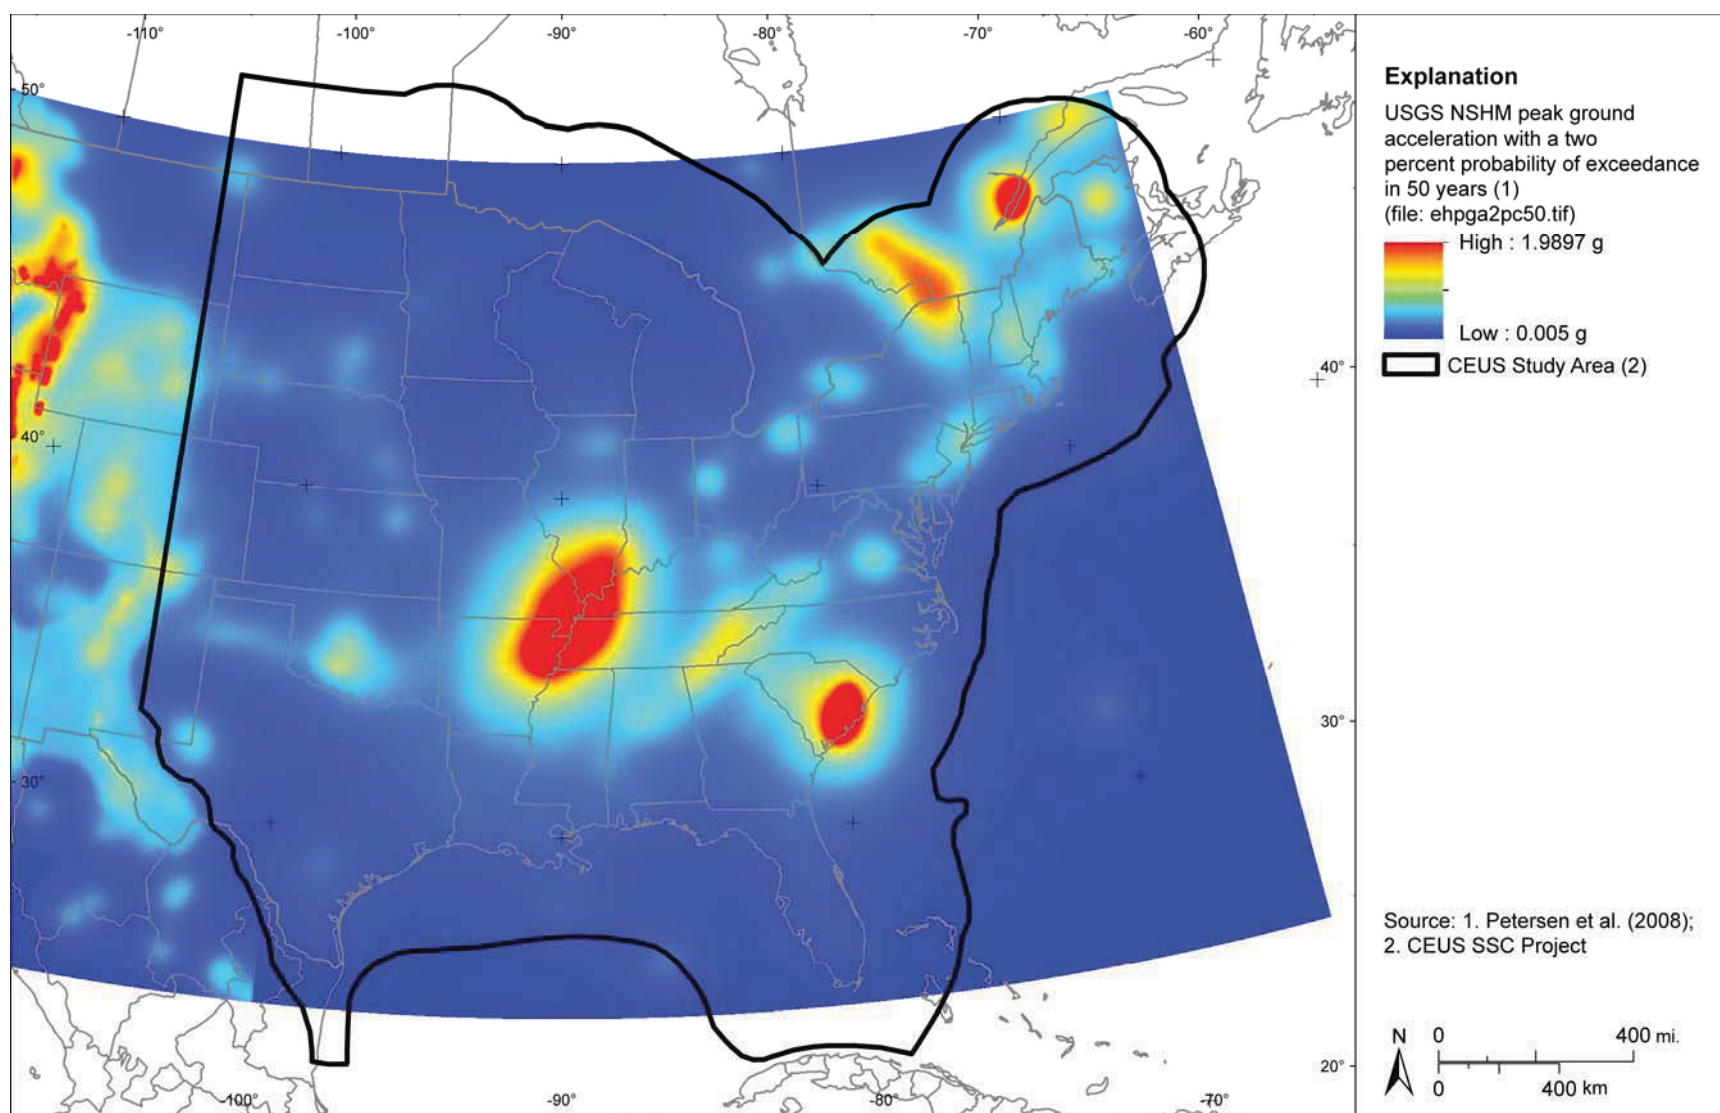 -110° -100° -90° -80° -70° -60°
50°
40°
30°
40°
30°
20°
-100° -90° -80° -70°
Explanation
USGS NSHM peak ground
acceleration with a two
percent probability of exceedance
in 50 years (1)
(file: ehpga2pc50.tif)
High : 1.9897 g
Low : 0.005 g
CEUS Study Area (2)
Source: 1. Petersen et al. (2008);
2. CEUS SSC Project
N 0 400 mi.
0 400 km